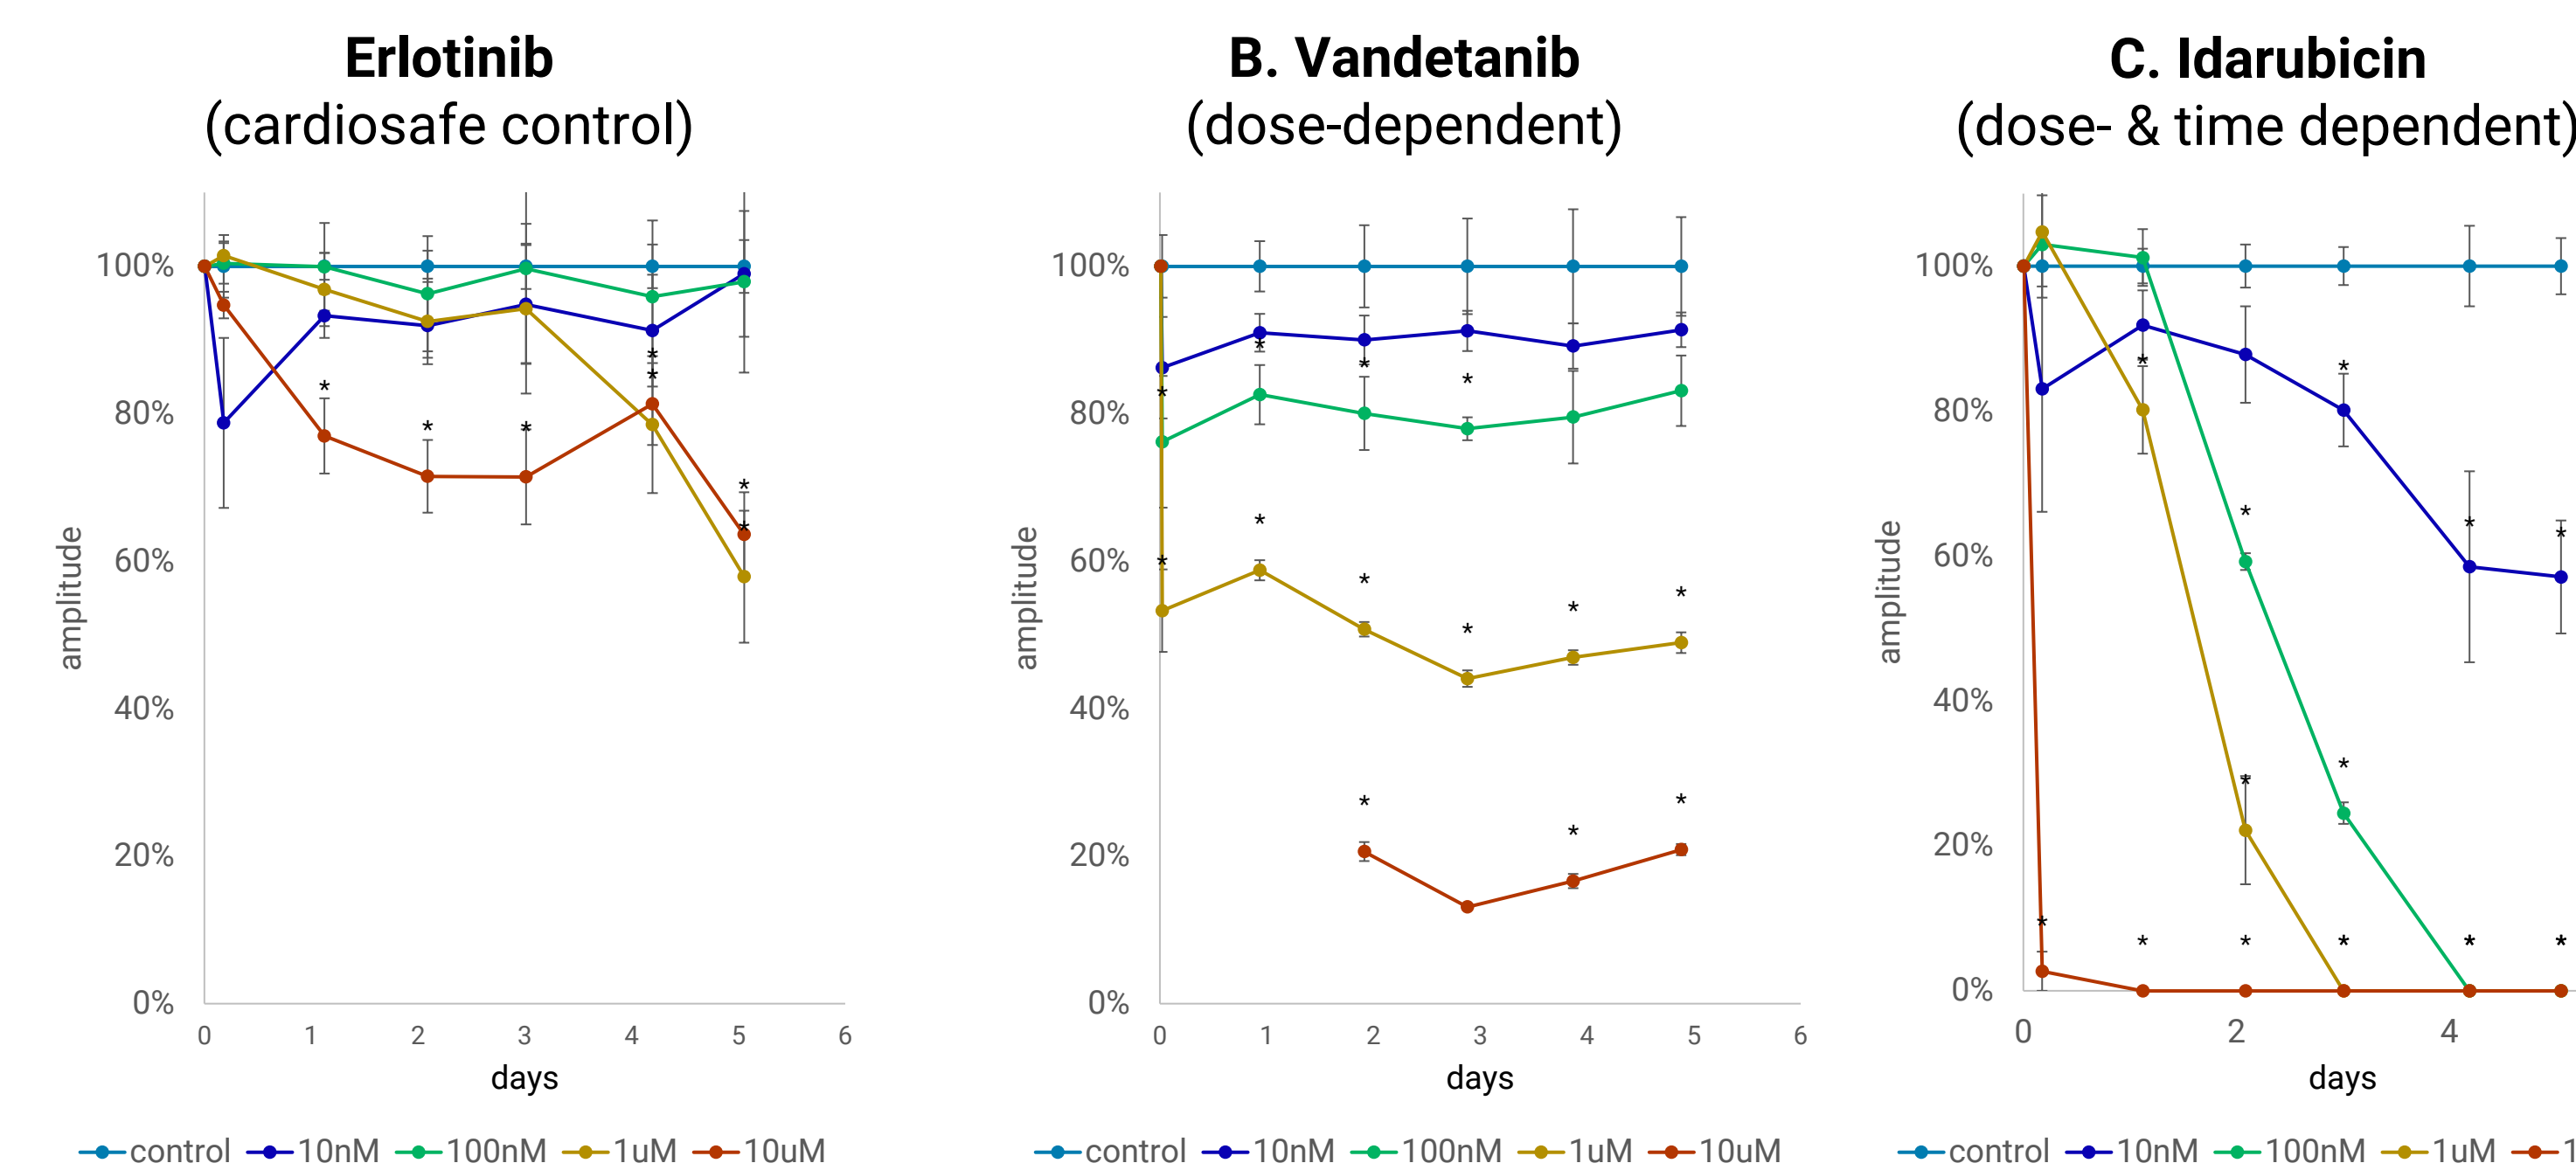 Erlotinib
(cardiosafe control)
100%
80%
60%
40%
20%
0%
amplitude
0 1 2 3 4 5 6
days
control 10nM 100nM 1uM 10uM
B. Vandetanib
(dose-dependent)
100%
80%
60%
40%
20%
0%
amplitude
0 1 2 3 4 5 6
days
control 10nM 100nM 1uM 10uM
C. Idarubicin
(dose- & time dependent)
100%
80%
60%
40%
20%
0%
amplitude
0 2 4
days
control 10nM 100nM 1uM